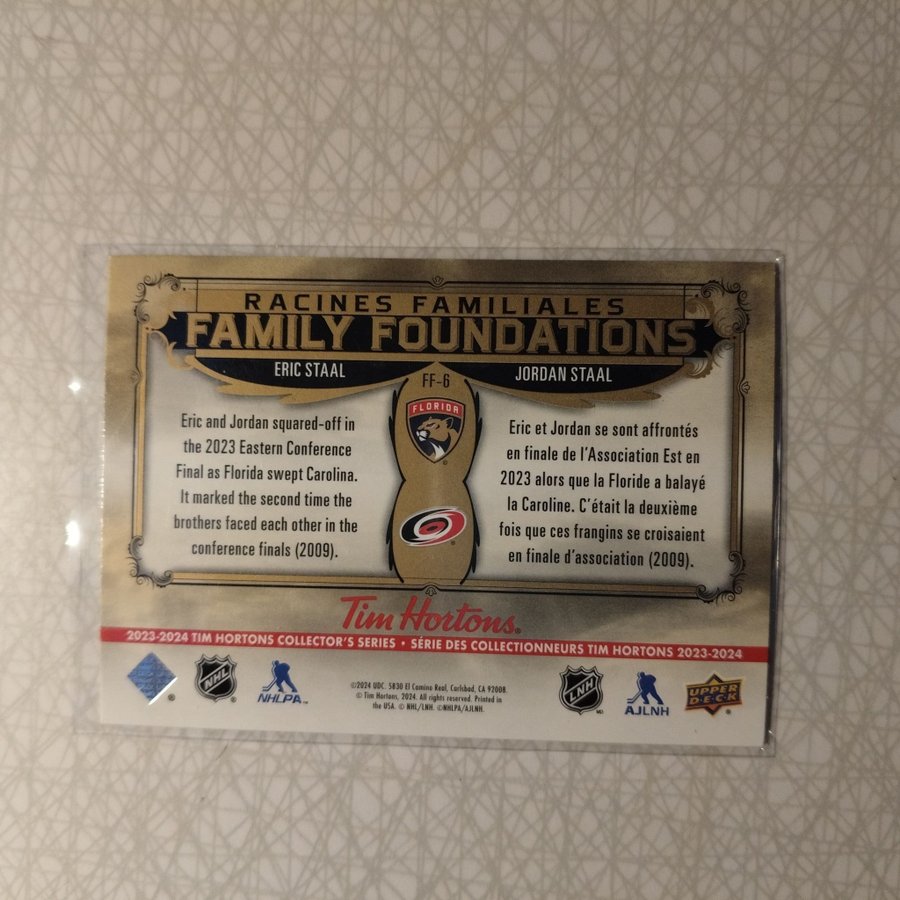 RACINES FAMILIALES
FAMILY FOUNDATIONS
ERIC STAAL
FF-6
JORDAN STAAL
FLORIDA
Eric and Jordan squared-off in
the 2023 Eastern Conference
Final as Florida swept Carolina.
It marked the second time the
brothers faced each other in the
conference finals (2009).
Eric et Jordan se sont affrontés
en finale de l'Association Est en
2023 alors que la Floride a balayé
la Caroline. C'était la deuxième
fois que ces frangins se croisaient
en finale d'association (2009).
Tim Hortons®
2023-2024 TIM HORTONS COLLECTOR'S SERIES • SÉRIE DES COLLECTIONNEURS TIM HORTONS 2023-2024
NHL
NHLPA™
©2024 UDC. 5830 El Camino Real, Carlsbad, CA 92008.
© Tim Hortons, 2024. All rights reserved. Printed in
the USA. © NHL/LNH. ©NHLPA/AJLNH.
LNH
AJLNH
UPPER
DECK